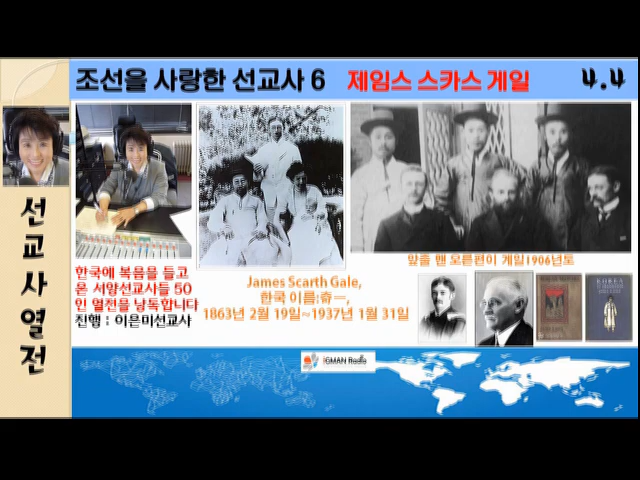 조선을 사랑한 선교사 6 제임스 스카스 게일 4.4
선교사열전
한국에 복음을 들고
온 서양선교사들 50
인 열전을 낭독합니다
진행 : 이은미선교사
James Scarth Gale,
한국 이름:奇一,
1863년 2월 19일~1937년 1월 31일
앞줄 맨 오른편이 게일1906년도
KOREA
IGMAN Radio